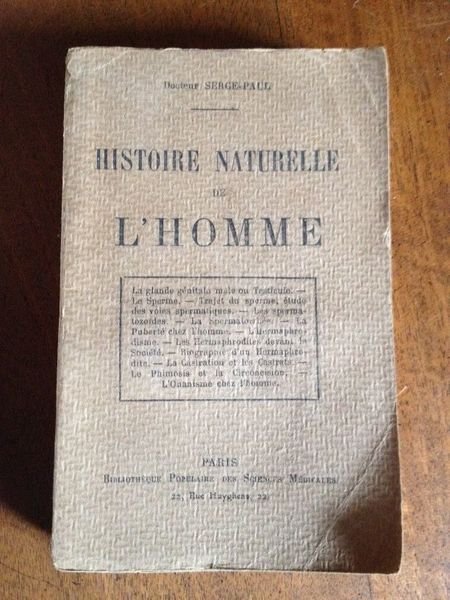 Docteur SERGE-PAUL
HISTOIRE NATURELLE
DE
L'HOMME
La glande génitale mâle ou Testicule. —
Le Sperme. — Trajet du sperme, étude
des voies spermatiques. — Les sperma-
tozoïdes. — La Spermatorrhée. — La
Puberté chez l'homme. — L'Hermaphro-
disme. — Les Hermaphrodites devant la
Société. — Biographie d'un Hermaphro-
dite. — La Castration et les Castrats. —
Le Phimosis et la Circoncision. —
L'Onanisme chez l'homme.
PARIS
BIBLIOTHÈQUE POPULAIRE DES SCIENCES MÉDICALES
22, Rue Huyghens, 22